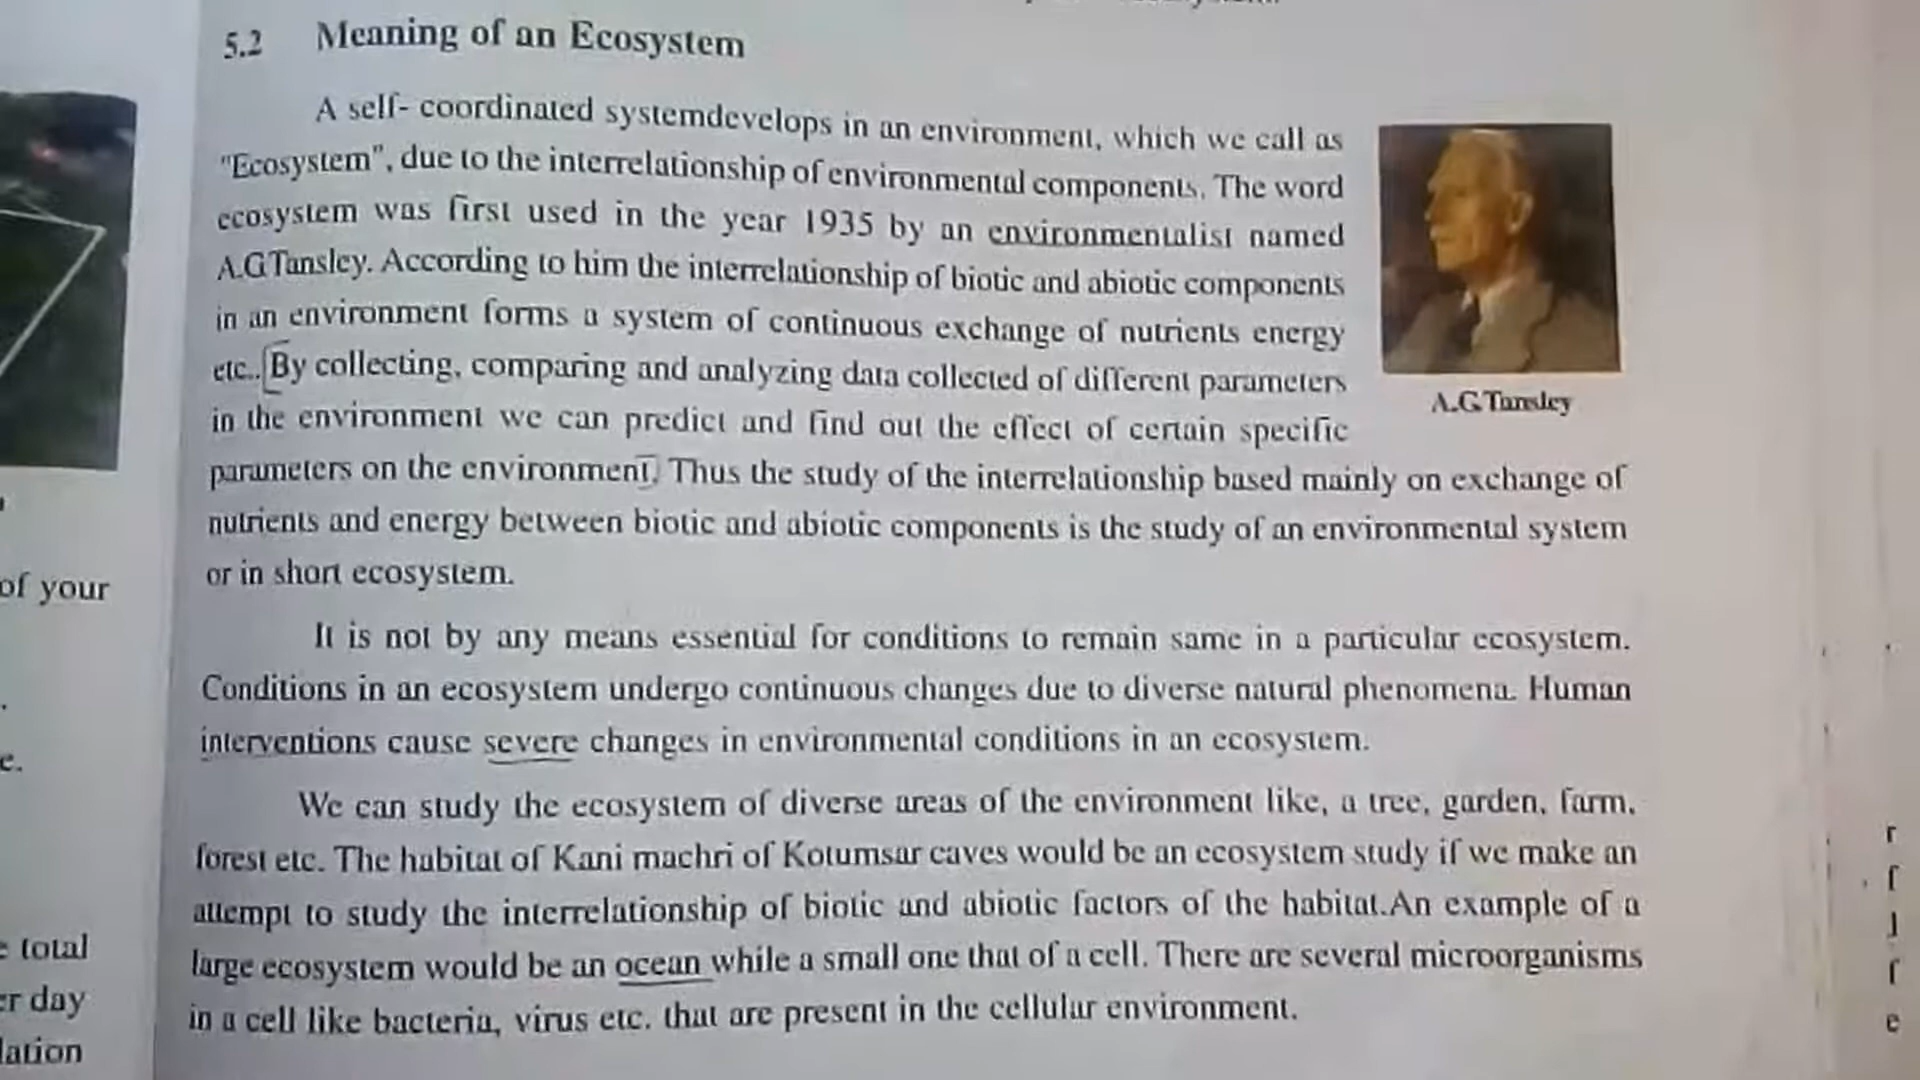 5.2 Meaning of an Ecosystem
A self- coordinated systemdevelops in an environment, which we call as
"Ecosystem", due to the interrelationship of environmental components. The word
ecosystem was first used in the year 1935 by an environmentalist named
A.G.Tansley. According to him the interrelationship of biotic and abiotic components
in an environment forms a system of continuous exchange of nutrients energy
etc.. By collecting, comparing and analyzing data collected of different parameters
in the environment we can predict and find out the effect of certain specific
parameters on the environment. Thus the study of the interrelationship based mainly on exchange of
nutrients and energy between biotic and abiotic components is the study of an environmental system
or in short ecosystem.
A.G.Tansley
It is not by any means essential for conditions to remain same in a particular ecosystem.
Conditions in an ecosystem undergo continuous changes due to diverse natural phenomena. Human
interventions cause severe changes in environmental conditions in an ecosystem.
We can study the ecosystem of diverse areas of the environment like, a tree, garden, farm,
forest etc. The habitat of Kani machri of Kotumsar caves would be an ecosystem study if we make an
attempt to study the interrelationship of biotic and abiotic factors of the habitat.An example of a
large ecosystem would be an ocean while a small one that of a cell. There are several microorganisms
in a cell like bacteria, virus etc. that are present in the cellular environment.
of your
e.
total
er day
lation